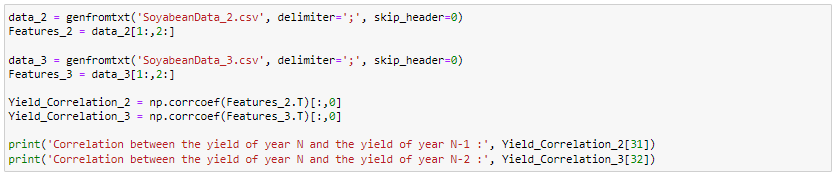 data_2 = genfromtxt('SoyabeanData_2.csv', delimiter=';', skip_header=0)
Features_2 = data_2[1:,2:]
data_3 = genfromtxt('SoyabeanData_3.csv', delimiter=';', skip_header=0)
Features_3 = data_3[1:,2:]
Yield_Correlation_2 = np.corrcoef(Features_2.T)[:,0]
Yield_Correlation_3 = np.corrcoef(Features_3.T)[:,0]
print('Correlation between the yield of year N and the yield of year N-1 :', Yield_Correlation_2[31])
print('Correlation between the yield of year N and the yield of year N-2 :', Yield_Correlation_3[32])